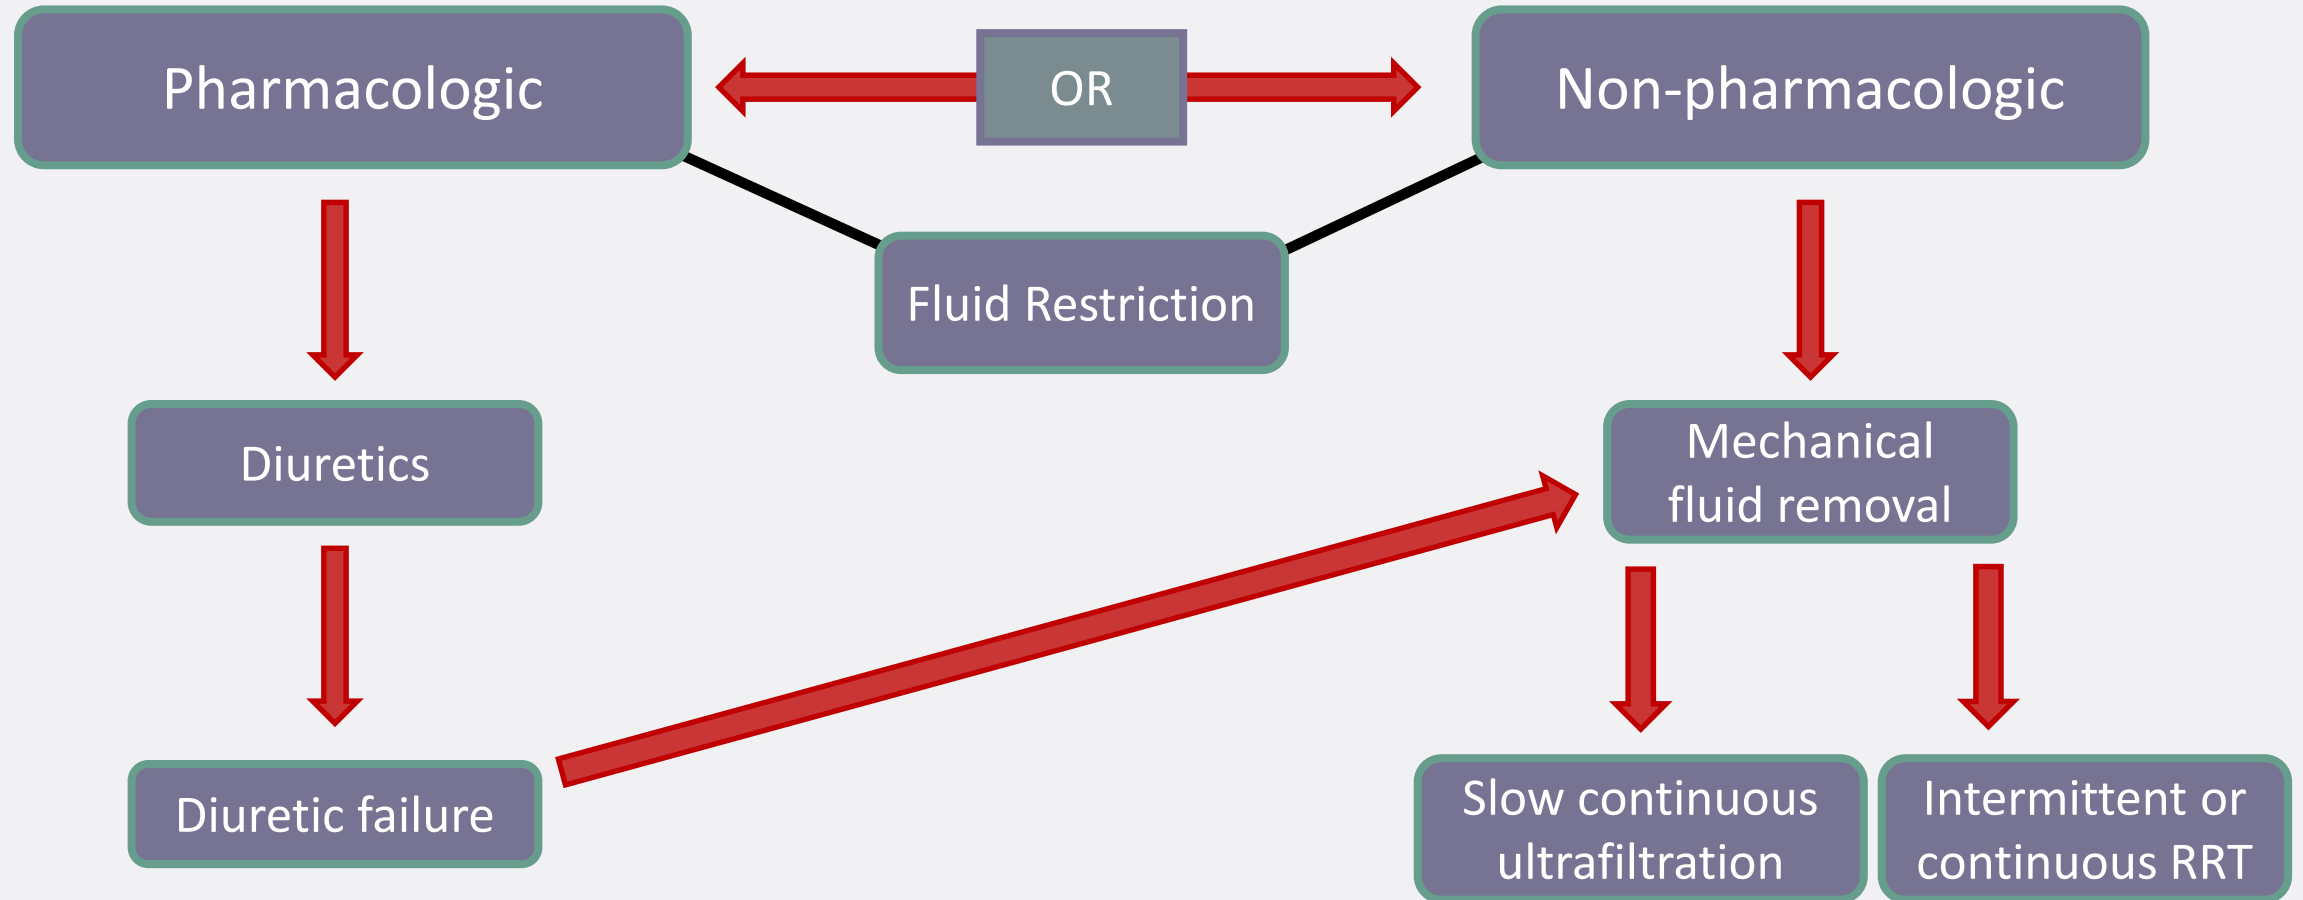 Pharmacologic
OR
Non-pharmacologic
Fluid Restriction
Diuretics
Mechanical
fluid removal
Diuretic failure
Slow continuous
ultrafiltration
Intermittent or
continuous RRT